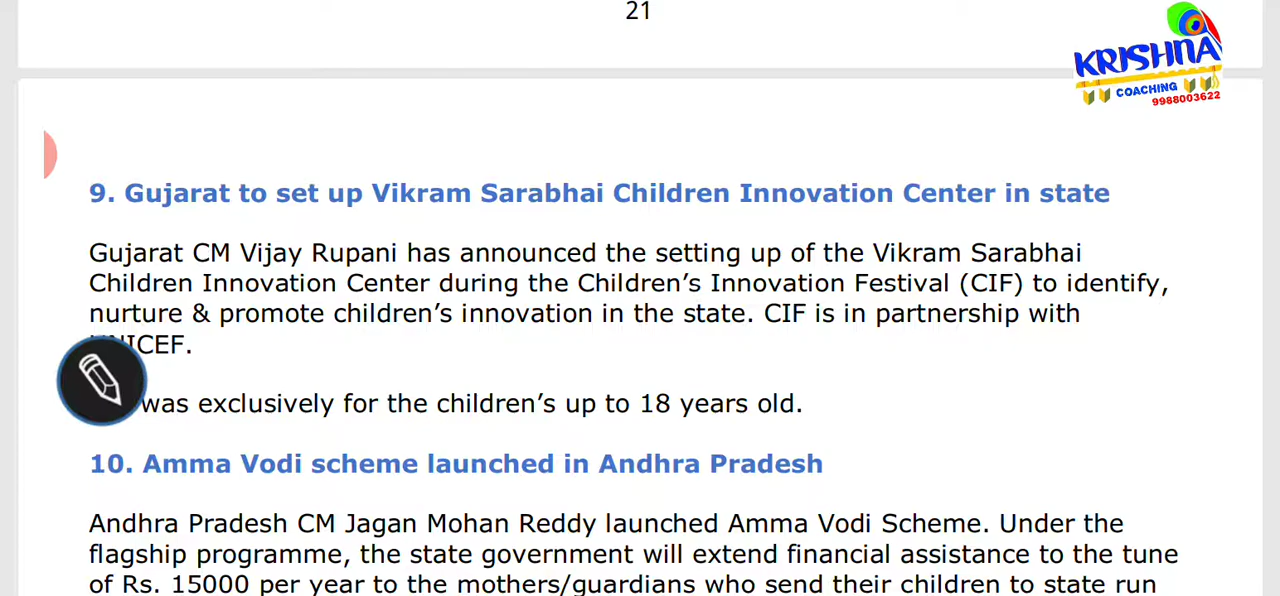 21
KRISHNA
COACHING
9988003622
9. Gujarat to set up Vikram Sarabhai Children Innovation Center in state
Gujarat CM Vijay Rupani has announced the setting up of the Vikram Sarabhai
Children Innovation Center during the Children’s Innovation Festival (CIF) to identify,
nurture & promote children’s innovation in the state. CIF is in partnership with
UNICEF.
was exclusively for the children’s up to 18 years old.
10. Amma Vodi scheme launched in Andhra Pradesh
Andhra Pradesh CM Jagan Mohan Reddy launched Amma Vodi Scheme. Under the
flagship programme, the state government will extend financial assistance to the tune
of Rs. 15000 per year to the mothers/guardians who send their children to state run